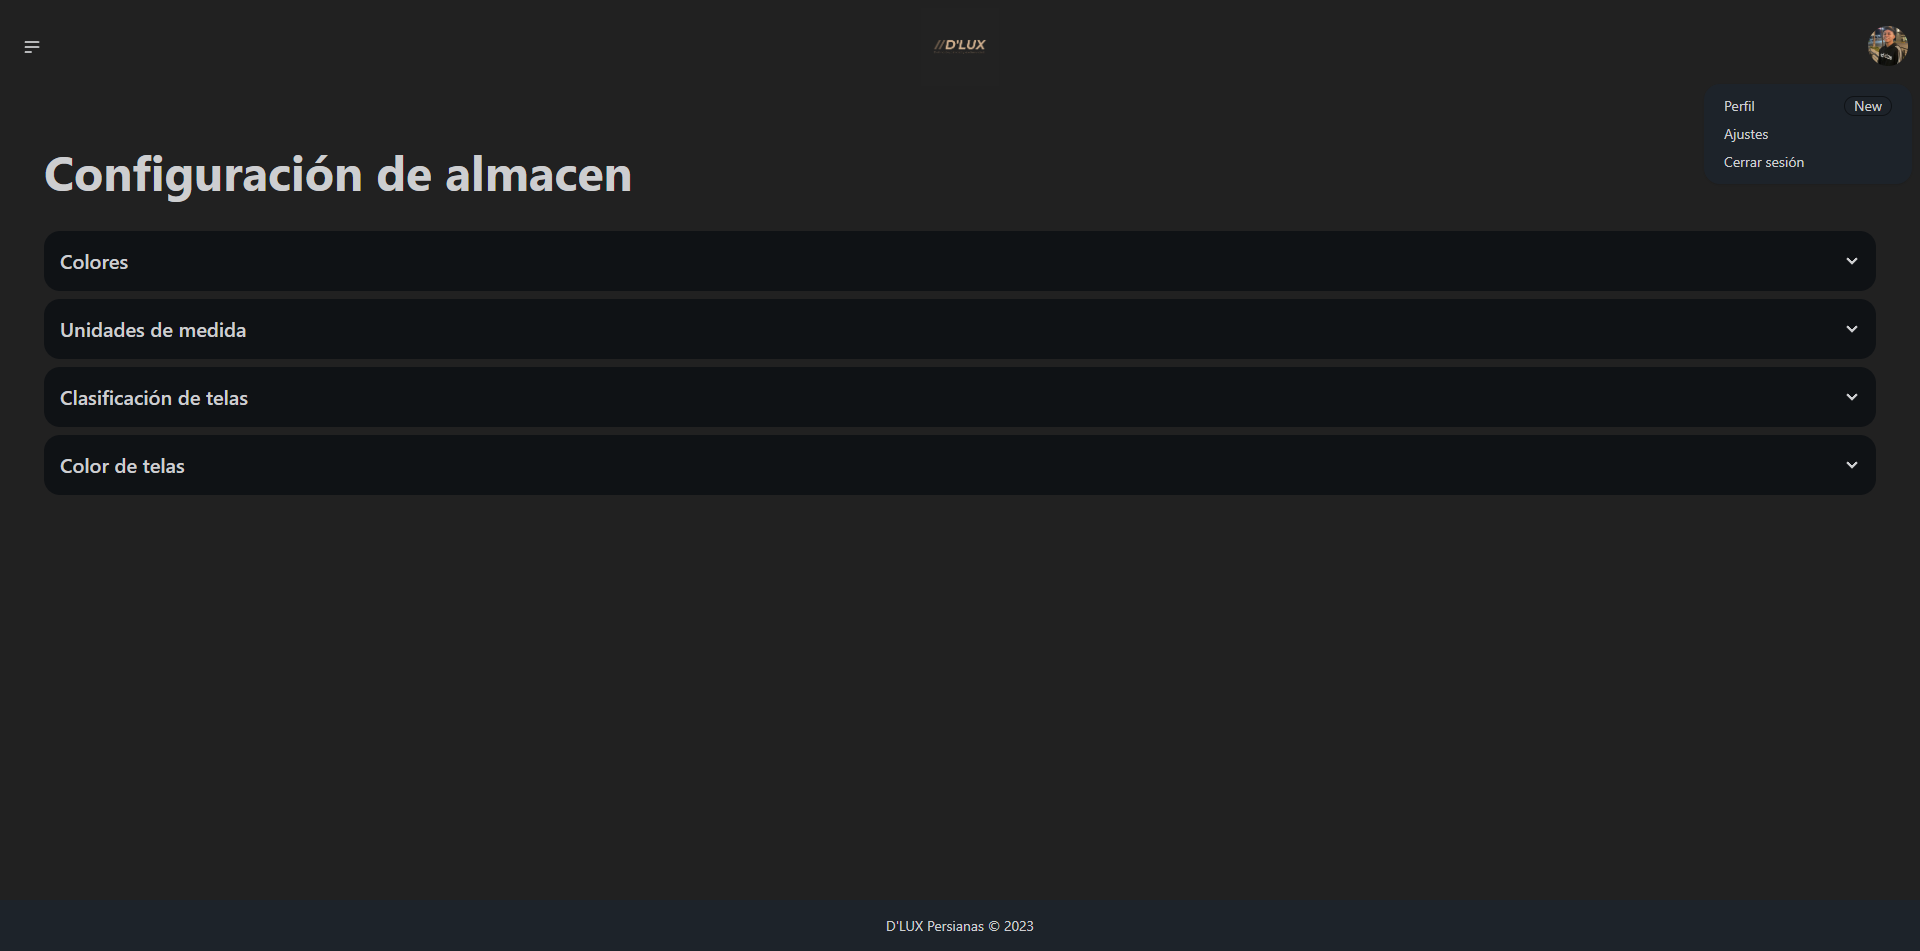 //D'LUX
Perfil New
Ajustes
Cerrar sesión
Configuración de almacen
Colores
Unidades de medida
Clasificación de telas
Color de telas
D'LUX Persianas © 2023